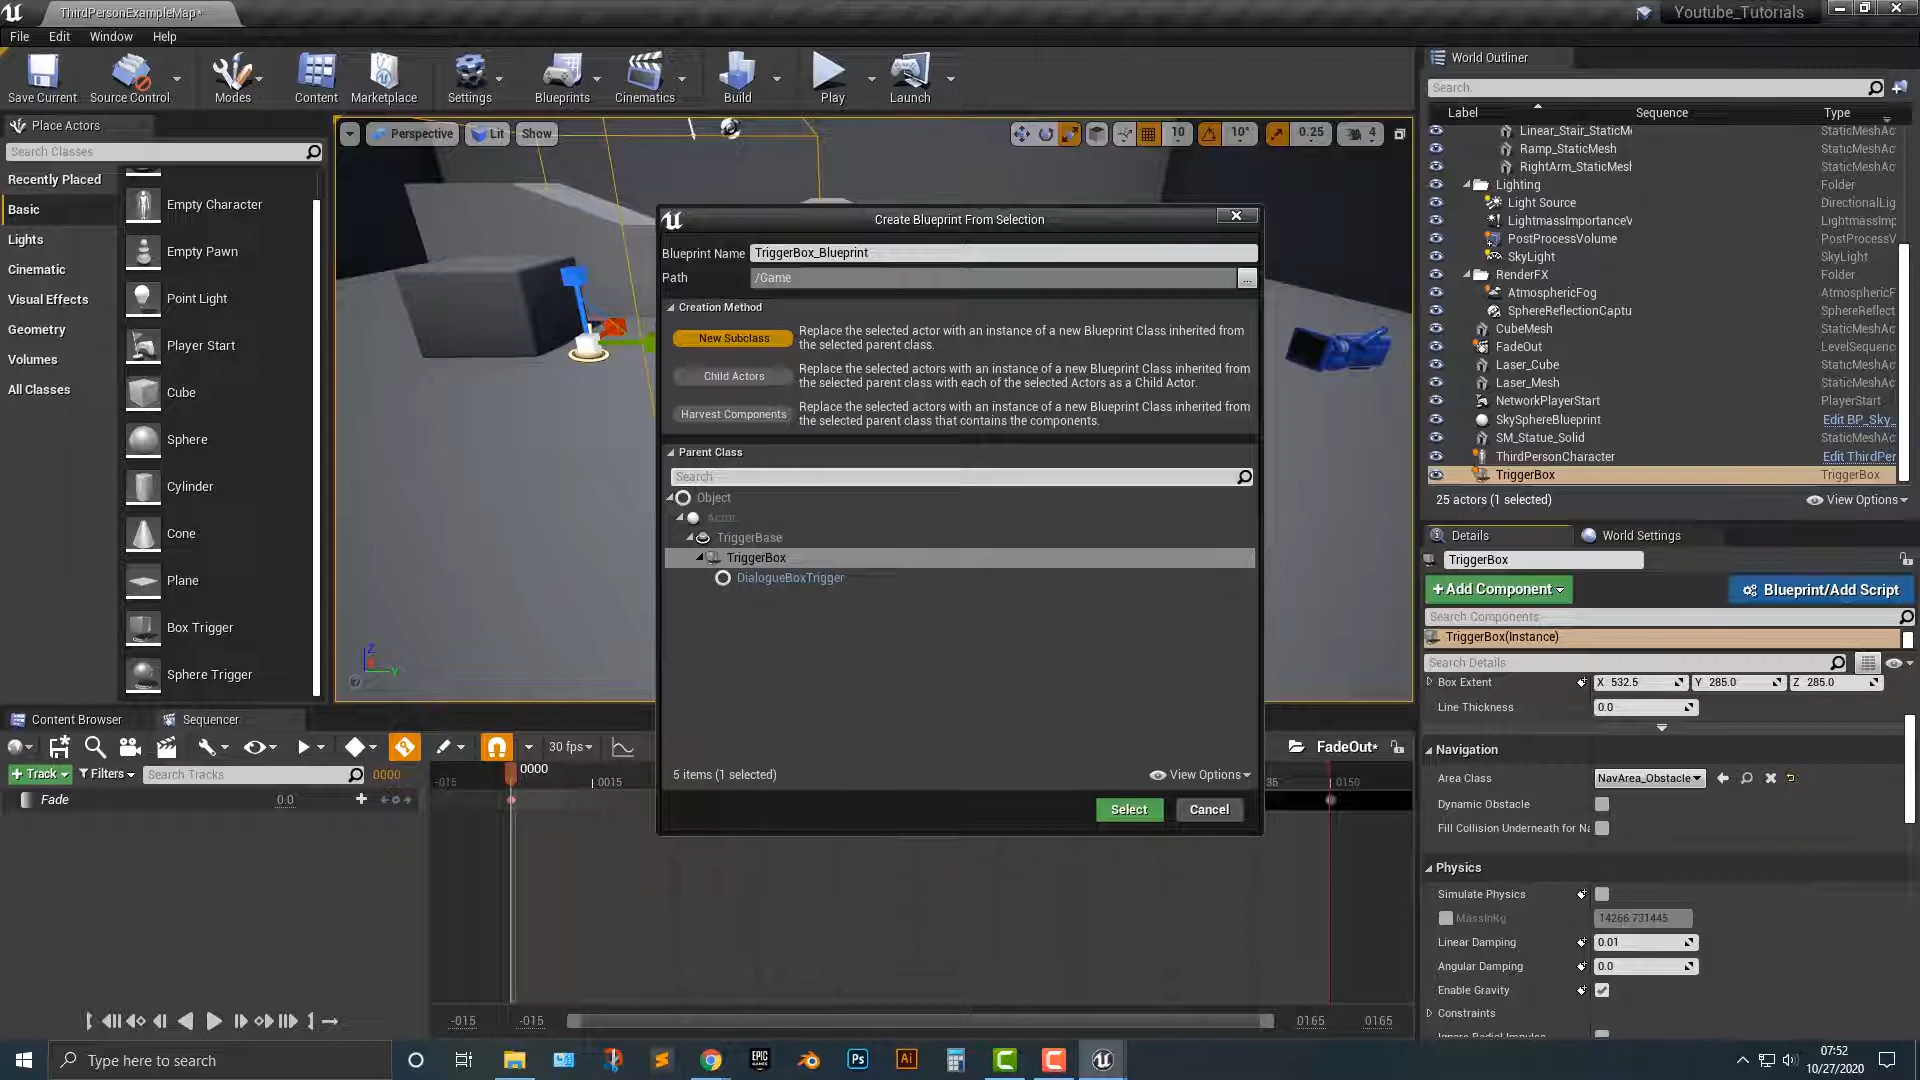 ThirdPersonExampleMap*
Youtube_Tutorials
File
Edit
Window
Help
Save Current
Source Control
Modes
Content
Marketplace
Settings
Blueprints
Cinematics
Build
Play
Launch
Place Actors
Search Classes
Recently Placed
Basic
Lights
Cinematic
Visual Effects
Geometry
Volumes
All Classes
Empty Character
Empty Pawn
Point Light
Player Start
Cube
Sphere
Cylinder
Cone
Plane
Box Trigger
Sphere Trigger
Perspective
Lit
Show
10
10°
0.25
4
Z
Y
Create Blueprint From Selection
Blueprint Name
TriggerBox_Blueprint
Path
/Game
...
Creation Method
New Subclass
Replace the selected actor with an instance of a new Blueprint Class inherited from
the selected parent class.
Child Actors
Replace the selected actors with an instance of a new Blueprint Class inherited from
the selected parent class with each of the selected Actors as a Child Actor.
Harvest Components
Replace the selected actors with an instance of a new Blueprint Class inherited from
the selected parent class that contains the components.
Parent Class
Search
Object
Actor
TriggerBase
TriggerBox
DialogueBoxTrigger
5 items (1 selected)
View Options
Select
Cancel
World Outliner
Search
Label
Sequence
Type
Linear_Stair_StaticM StaticMeshAc
Ramp_StaticMesh StaticMeshAc
RightArm_StaticMesh StaticMeshAc
Lighting Folder
Light Source DirectionalLig
LightmassImportanceV LightmassImp
PostProcessVolume PostProcessV
SkyLight SkyLight
RenderFX Folder
AtmosphericFog AtmosphericF
SphereReflectionCaptu SphereReflect
CubeMesh StaticMeshAc
FadeOut LevelSequenc
Laser_Cube StaticMeshAc
Laser_Mesh StaticMeshAc
NetworkPlayerStart PlayerStart
SkySphereBlueprint Edit BP_Sky_
SM_Statue_Solid StaticMeshAc
ThirdPersonCharacter Edit ThirdPer
TriggerBox TriggerBox
25 actors (1 selected)
View Options
Details
World Settings
TriggerBox
+Add Component
Blueprint/Add Script
Search Components
TriggerBox(Instance)
Search Details
Box Extent X 532.5 Y 285.0 Z 285.0
Line Thickness 0.0
Navigation
Area Class NavArea_Obstacle
Dynamic Obstacle
Fill Collision Underneath for Na
Physics
Simulate Physics
MassInKg 14266.731445
Linear Damping 0.01
Angular Damping 0.0
Enable Gravity
Constraints
Ignore Radial Impulse
Content Browser
Sequencer
30 fps
FadeOut*
+Track
Filters
Search Tracks
0000
-015
0000
0015
35
0150
Fade
0.0
-015
-015
0165
0165
Type here to search
EPIC
GAMES
Ps
Ai
07:52
10/27/2020